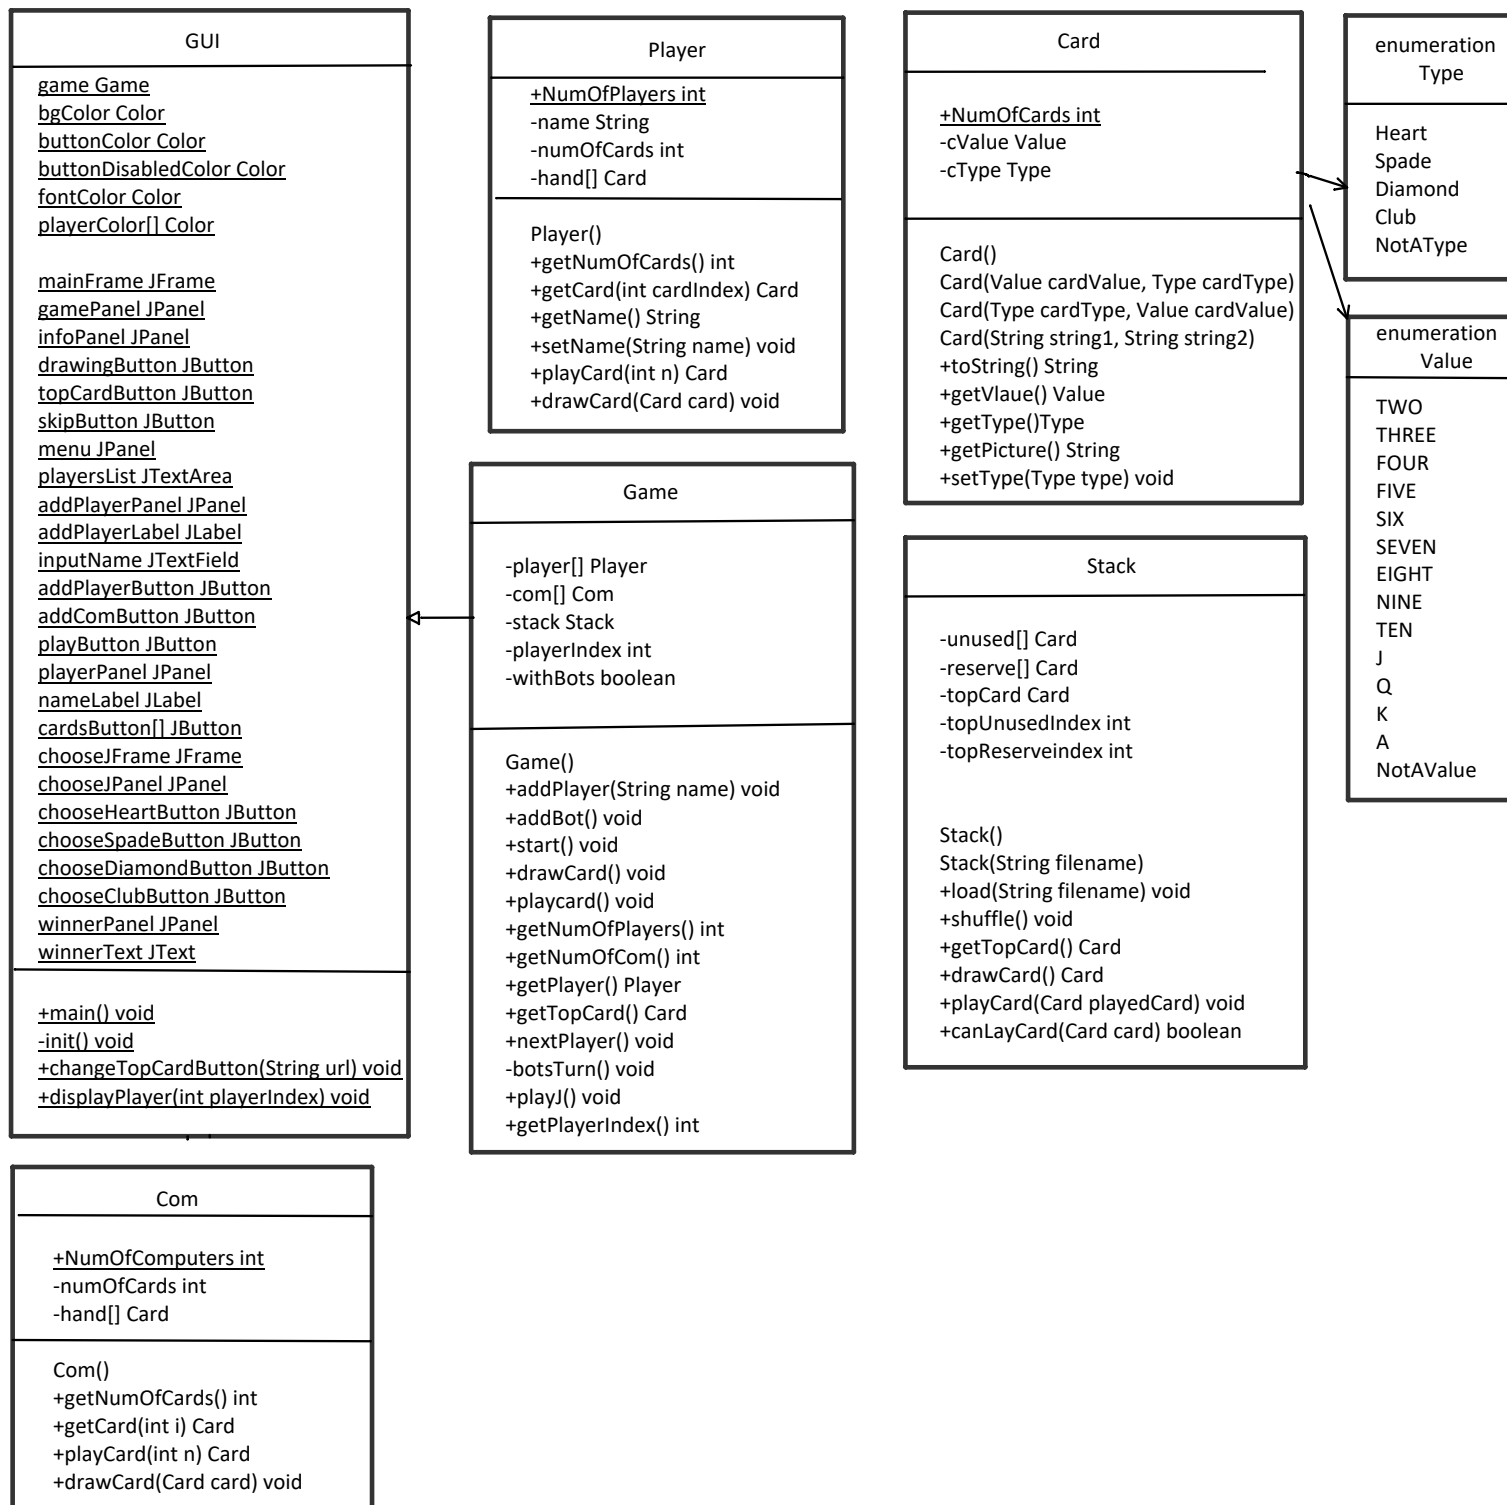 GUI
game Game
bgColor Color
buttonColor Color
buttonDisabledColor Color
fontColor Color
playerColor[] Color
mainFrame JFrame
gamePanel JPanel
infoPanel JPanel
drawingButton JButton
topCardButton JButton
skipButton JButton
menu JPanel
playersList JTextArea
addPlayerPanel JPanel
addPlayerLabel JLabel
inputName JTextField
addPlayerButton JButton
addComButton JButton
playButton JButton
playerPanel JPanel
nameLabel JLabel
cardsButton[] JButton
chooseJFrame JFrame
chooseJPanel JPanel
chooseHeartButton JButton
chooseSpadeButton JButton
chooseDiamondButton JButton
chooseClubButton JButton
winnerPanel JPanel
winnerText JText
+main() void
-init() void
+changeTopCardButton(String url) void
+displayPlayer(int playerIndex) void
Player
+NumOfPlayers int
-name String
-numOfCards int
-hand[] Card
Player()
+getNumOfCards() int
+getCard(int cardIndex) Card
+getName() String
+setName(String name) void
+playCard(int n) Card
+drawCard(Card card) void
Card
+NumOfCards int
-cValue Value
-cType Type
Card()
Card(Value cardValue, Type cardType)
Card(Type cardType, Value cardValue)
Card(String string1, String string2)
+toString() String
+getVlaue() Value
+getType()Type
+getPicture() String
+setType(Type type) void
enumeration
Type
Heart
Spade
Diamond
Club
NotAType
enumeration
Value
TWO
THREE
FOUR
FIVE
SIX
SEVEN
EIGHT
NINE
TEN
J
Q
K
A
NotAValue
Game
-player[] Player
-com[] Com
-stack Stack
-playerIndex int
-withBots boolean
Game()
+addPlayer(String name) void
+addBot() void
+start() void
+drawCard() void
+playcard() void
+getNumOfPlayers() int
+getNumOfCom() int
+getPlayer() Player
+getTopCard() Card
+nextPlayer() void
-botsTurn() void
+playJ() void
+getPlayerIndex() int
Stack
-unused[] Card
-reserve[] Card
-topCard Card
-topUnusedIndex int
-topReserveindex int
Stack()
Stack(String filename)
+load(String filename) void
+shuffle() void
+getTopCard() Card
+drawCard() Card
+playCard(Card playedCard) void
+canLayCard(Card card) boolean
Com
+NumOfComputers int
-numOfCards int
-hand[] Card
Com()
+getNumOfCards() int
+getCard(int i) Card
+playCard(int n) Card
+drawCard(Card card) void